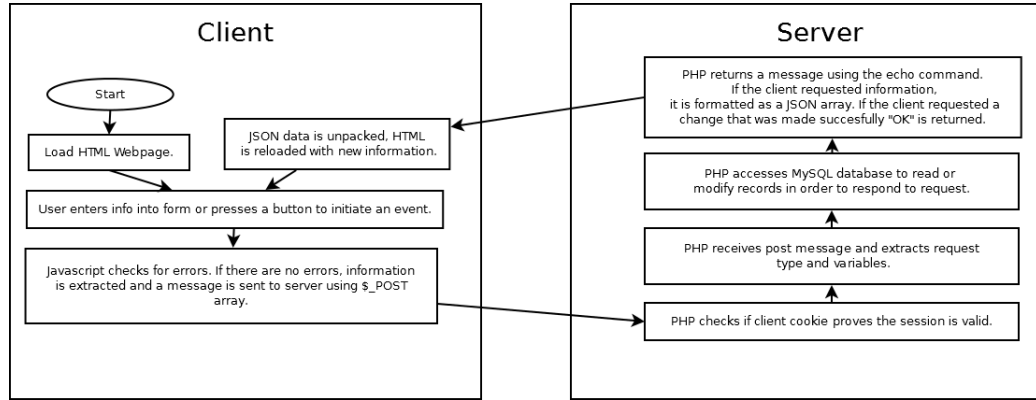 Client
Start
Load HTML Webpage.
JSON data is unpacked, HTML
is reloaded with new information.
User enters info into form or presses a button to initiate an event.
Javascript checks for errors. If there are no errors, information
is extracted and a message is sent to server using $_POST
array.
Server
PHP returns a message using the echo command.
If the client requested information,
it is formatted as a JSON array. If the client requested a
change that was made succesfully "OK" is returned.
PHP accesses MySQL database to read or
modify records in order to respond to request.
PHP receives post message and extracts request
type and variables.
PHP checks if client cookie proves the session is valid.